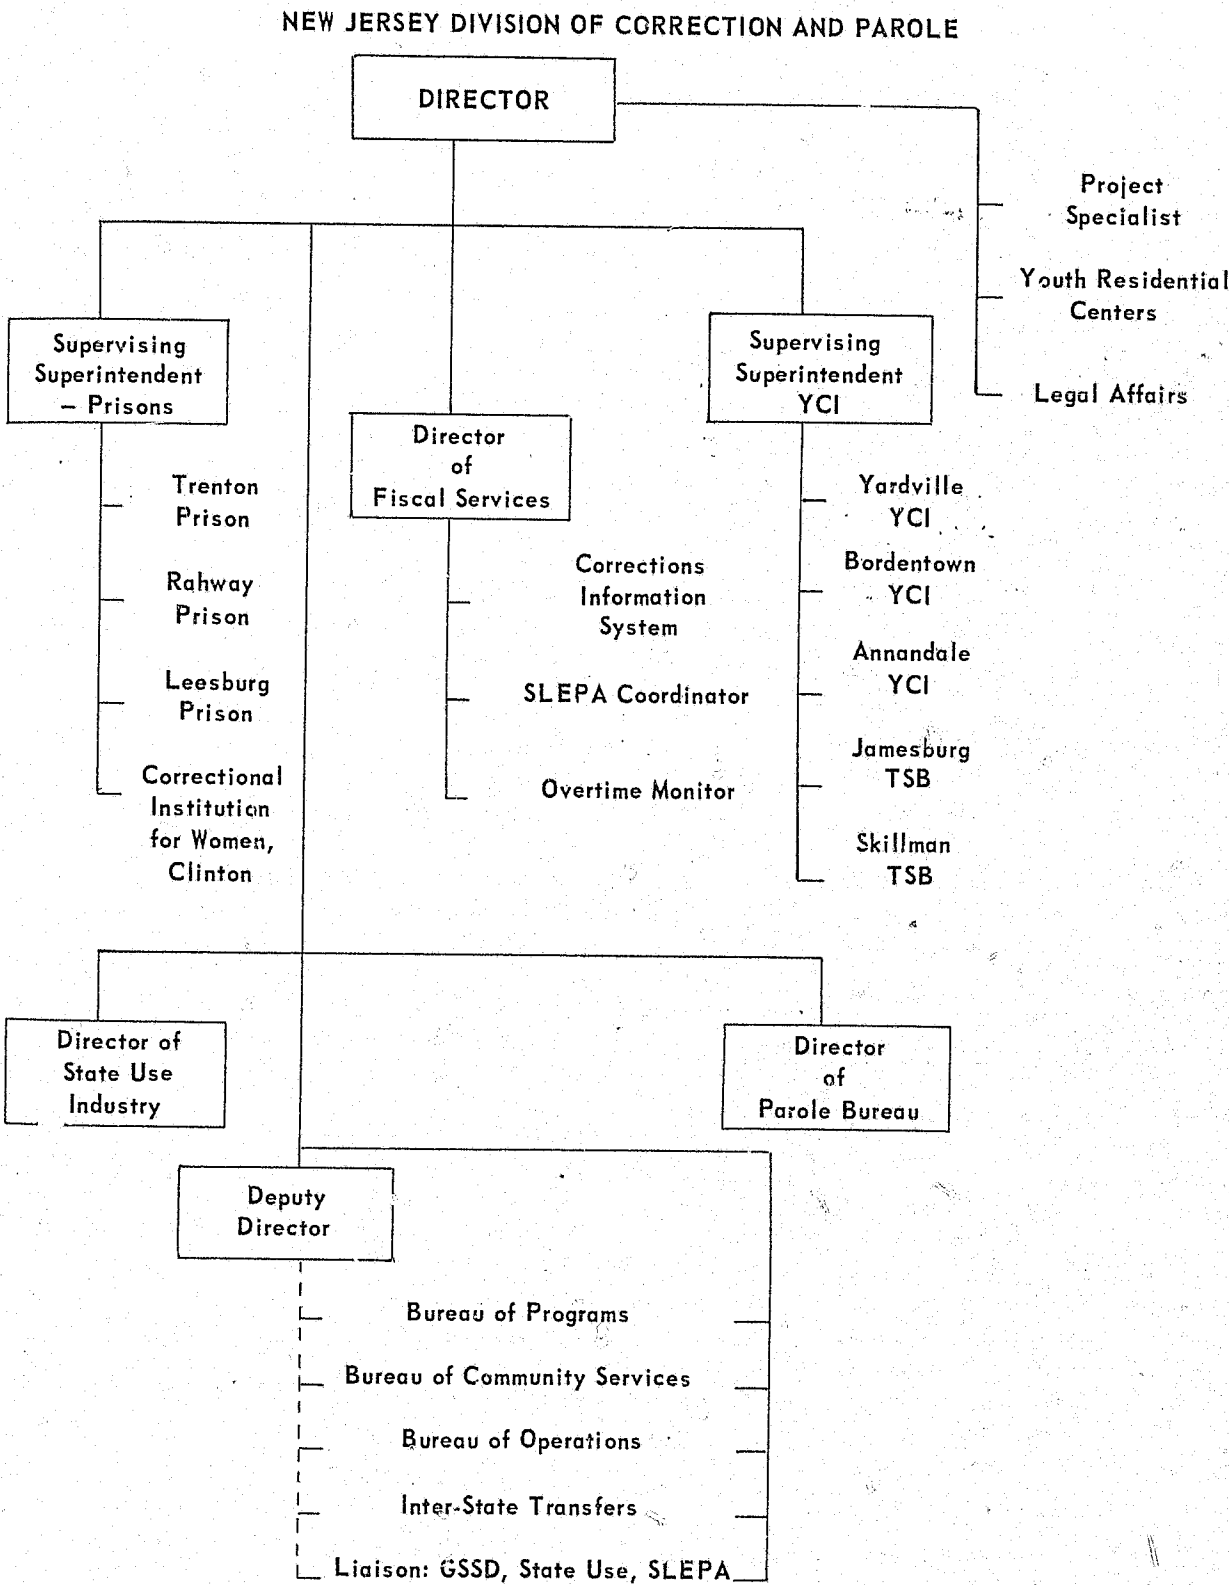 NEW JERSEY DIVISION OF CORRECTION AND PAROLE
DIRECTOR
Project
Specialist
Youth Residential
Centers
Legal Affairs
Supervising
Superintendent
– Prisons
Trenton
Prison
Rahway
Prison
Leesburg
Prison
Correctional
Institution
for Women,
Clinton
Director
of
Fiscal Services
Corrections
Information
System
SLEPA Coordinator
Overtime Monitor
Supervising
Superintendent
YCI
Yardville
YCI
Bordentown
YCI
Annandale
YCI
Jamesburg
TSB
Skillman
TSB
Director of
State Use
Industry
Director
of
Parole Bureau
Deputy
Director
Bureau of Programs
Bureau of Community Services
Bureau of Operations
Inter-State Transfers
Liaison: GSSD, State Use, SLEPA